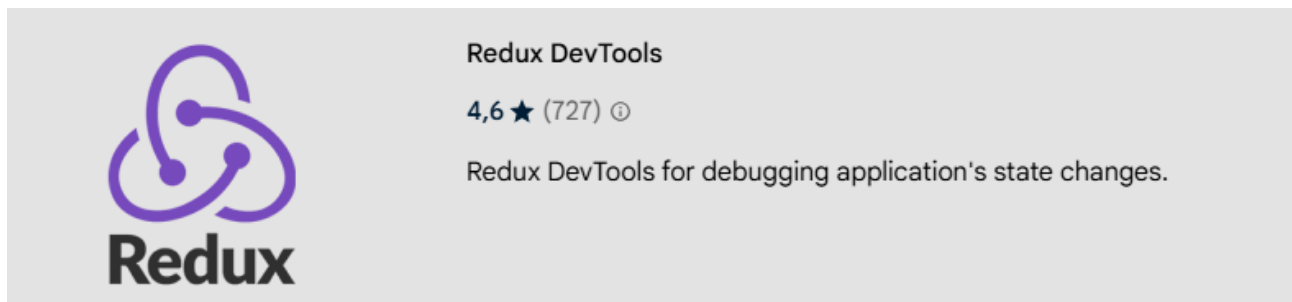 Redux DevTools
4,6 ★ (727) ⓘ
Redux DevTools for debugging application's state changes.
Redux